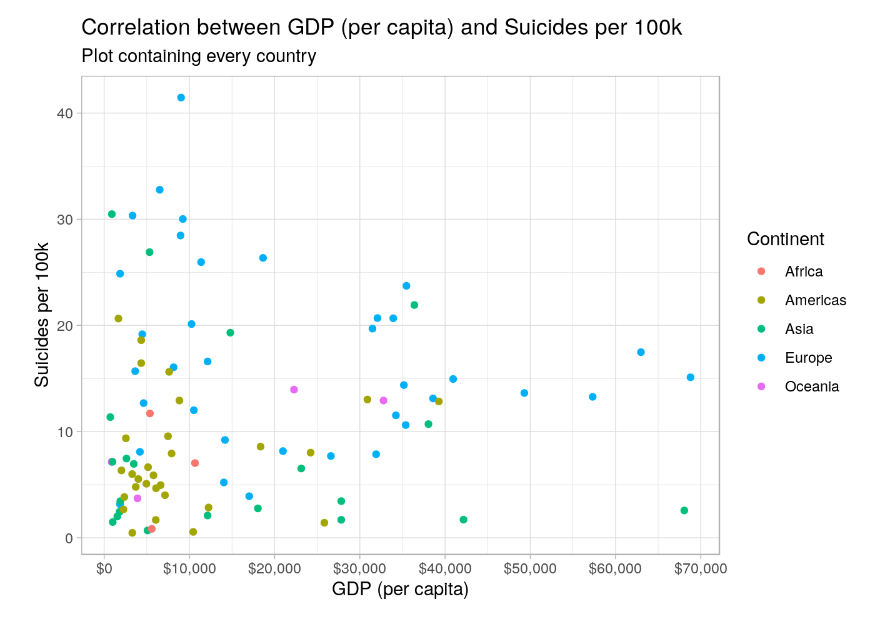 Correlation between GDP (per capita) and Suicides per 100k
Plot containing every country
40
30
20
10
0
Suicides per 100k
$0 $10,000 $20,000 $30,000 $40,000 $50,000 $60,000 $70,000
GDP (per capita)
Continent
Africa
Americas
Asia
Europe
Oceania